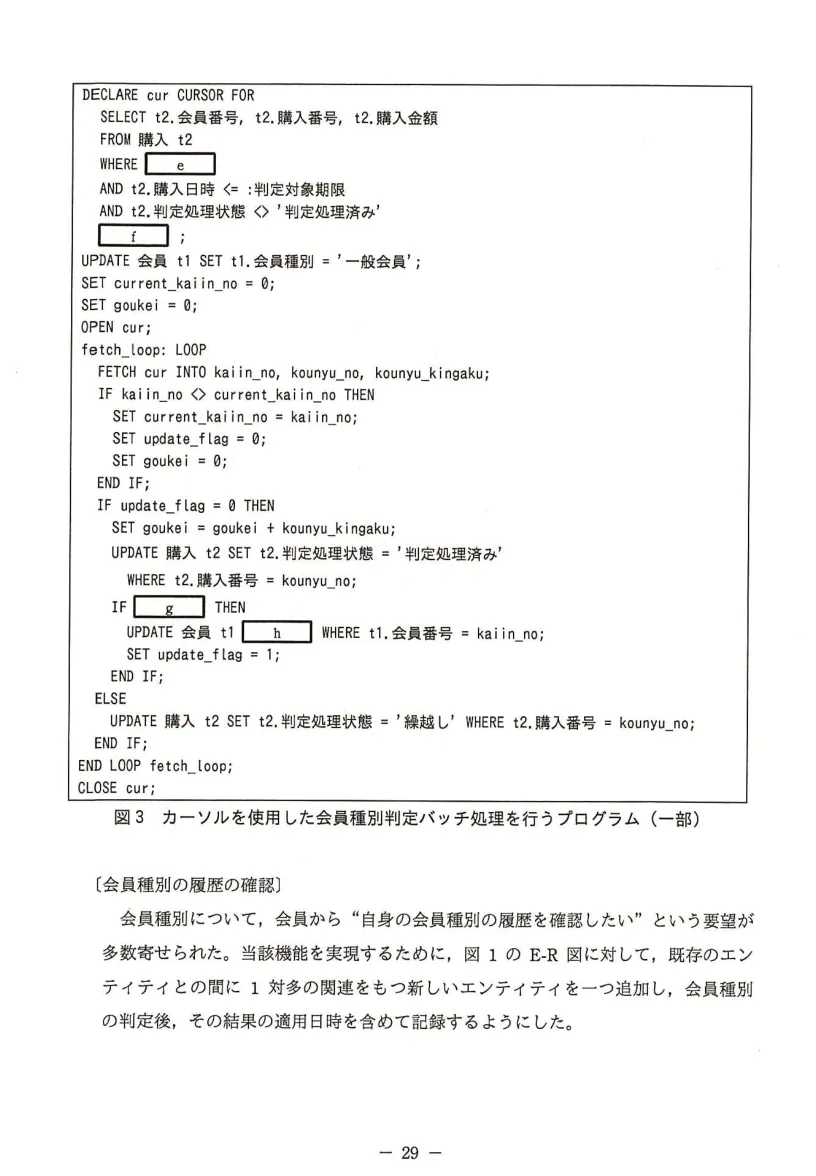 DECLARE cur CURSOR FOR
SELECT t2.会員番号, t2.購入番号, t2.購入金額
FROM 購入 t2
WHERE e
AND t2.購入日時 <= :判定対象期限
AND t2.判定処理状態 <> '判定処理済み'
f ;
UPDATE 会員 t1 SET t1.会員種別 = '一般会員';
SET current_kaiin_no = 0;
SET goukei = 0;
OPEN cur;
fetch_loop: LOOP
FETCH cur INTO kaiin_no, kounyu_no, kounyu_kingaku;
IF kaiin_no <> current_kaiin_no THEN
SET current_kaiin_no = kaiin_no;
SET update_flag = 0;
SET goukei = 0;
END IF;
IF update_flag = 0 THEN
SET goukei = goukei + kounyu_kingaku;
UPDATE 購入 t2 SET t2.判定処理状態 = '判定処理済み'
WHERE t2.購入番号 = kounyu_no;
IF g THEN
UPDATE 会員 t1 h WHERE t1.会員番号 = kaiin_no;
SET update_flag = 1;
END IF;
ELSE
UPDATE 購入 t2 SET t2.判定処理状態 = '繰越し' WHERE t2.購入番号 = kounyu_no;
END IF;
END LOOP fetch_loop;
CLOSE cur;
図3 カーソルを使用した会員種別判定バッチ処理を行うプログラム（一部）
〔会員種別の履歴の確認〕
会員種別について，会員から“自身の会員種別の履歴を確認したい”という要望が
多数寄せられた。当該機能を実現するために，図 1 の E-R 図に対して，既存のエン
ティティとの間に 1 対多の関連をもつ新しいエンティティを一つ追加し，会員種別
の判定後，その結果の適用日時を含めて記録するようにした。
－ 29 －